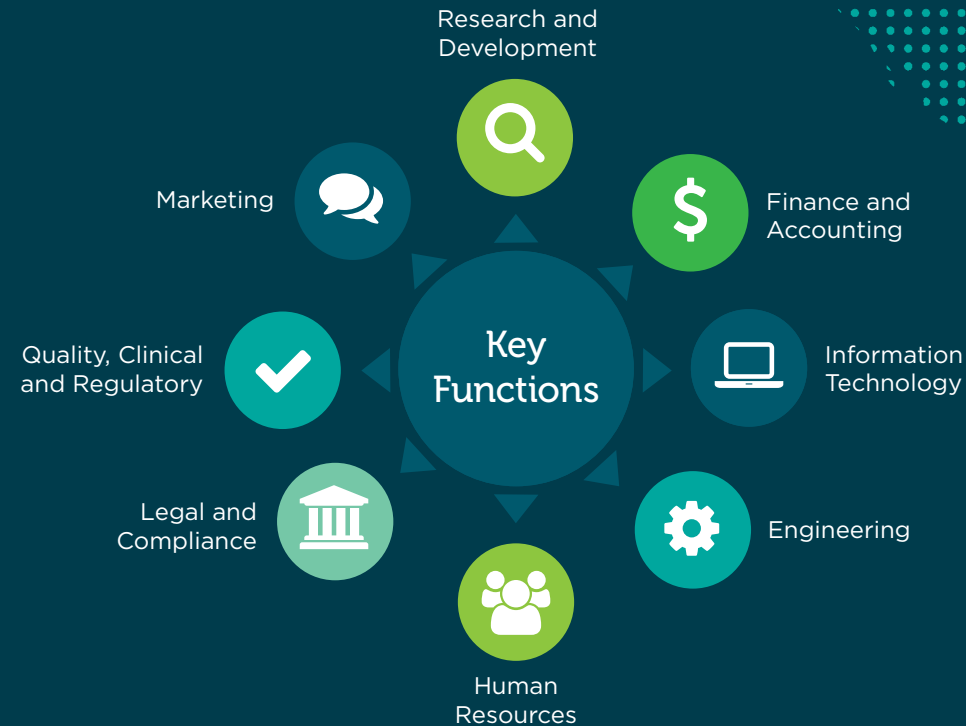 Research and
Development
Marketing
Finance and
Accounting
Quality, Clinical
and Regulatory
Key
Functions
Information
Technology
Legal and
Compliance
Engineering
Human
Resources